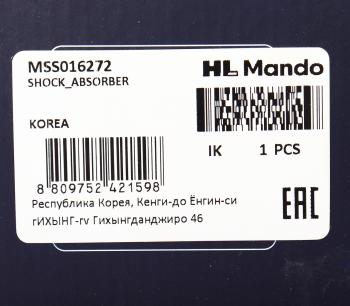 MSS016272
HL Mando
SHOCK_ABSORBER
KOREA
IK 1 PCS
8 809752 421598
EAC
Республика Корея, Кенги-до Ёнгин-си
гИХЫНГ-гv Гихынгданджиро 46